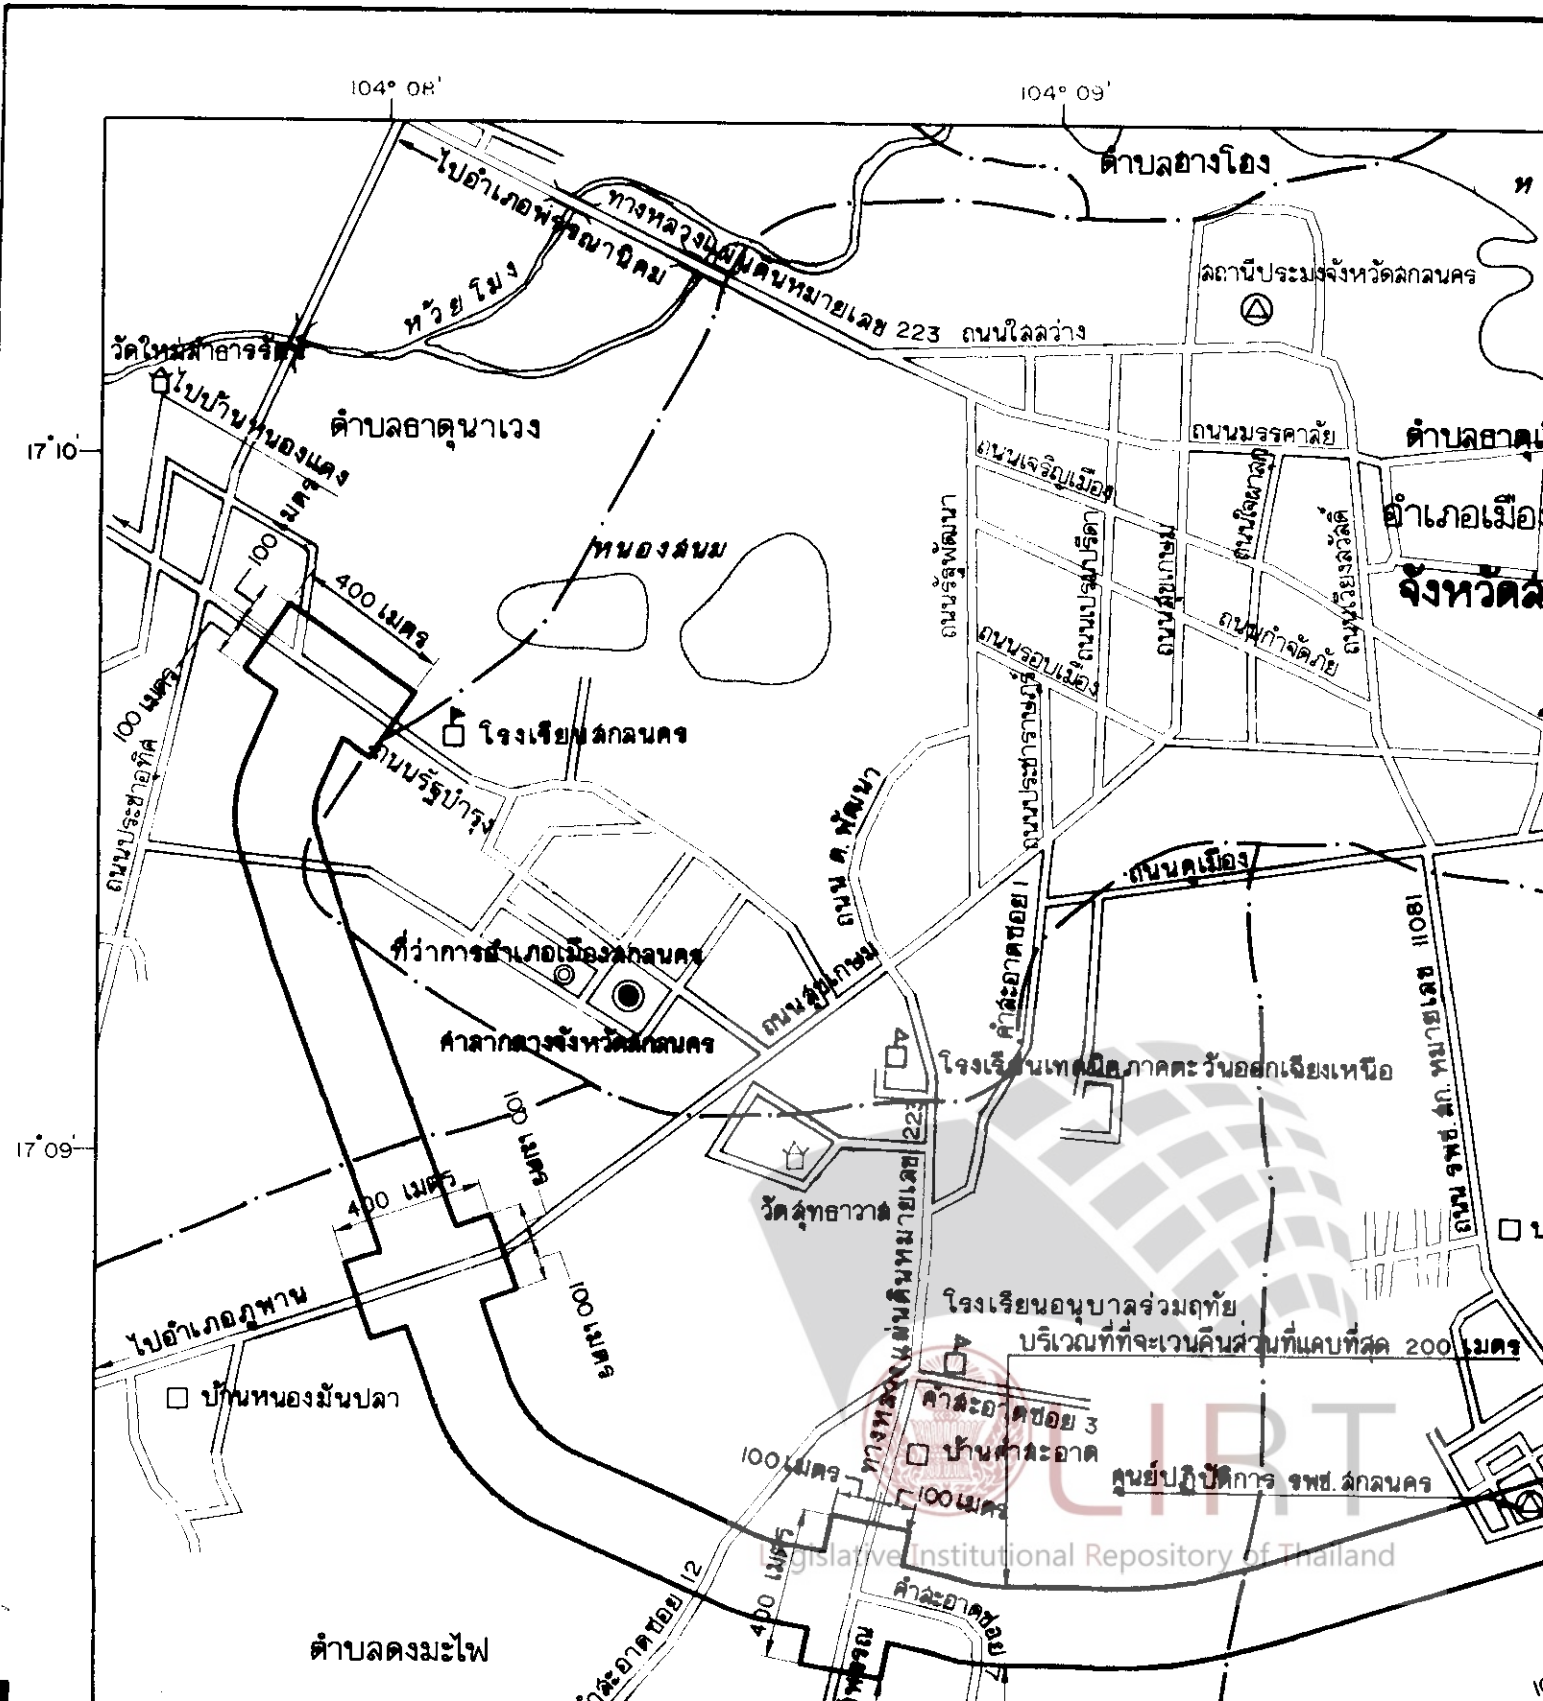 104° 08'
104° 09'
ตำบลฮางโฮง
ห
ไปอำเภอพรรณานิคม
ทางหลวงแผ่นดินหมายเลข 223
ถนนใสสว่าง
สถานีประมงจังหวัดสกลนคร
ห้วยโมง
วัดใหม่สำธารรัตน์
ไปบ้านหนองแดง
ตำบลธาตุนาเวง
17°10'
ถนนมรรคาลัย
ตำบลธาตุเ
ถนนเจริญเมือง
ถนนใจผาสุก
อำเภอเมือง
100 เมตร
ถนนรัฐพัฒนา
ถนนเปรมปรีดา
ถนนสุขเกษม
ถนนเวียงสวัสดิ์
หนองสนม
จังหวัดส
400 เมตร
ถนนกำจัดภัย
ถนนรอบเมือง
100 เมตร
โรงเรียนสกลนคร
ถนนรัฐบำรุง
ถนนประชาราษฎร์
ถนนประชาอุทิศ
ถนน ต. พัฒนา
ถนนคูเมือง
คำสะอาดซอย 1
ถนน รพช. สก. หมายเลข 11081
ที่ว่าการอำเภอเมืองสกลนคร
ถนนสุขเกษม
ศาลากลางจังหวัดสกลนคร
โรงเรียนเทคนิคภาคตะวันออกเฉียงเหนือ
100 เมตร
17°09'
400 เมตร
วัดสุทธาวาส
ทางหลวงแผ่นดินหมายเลข 223
บ
100 เมตร
ไปอำเภอภูพาน
โรงเรียนอนุบาลร่วมฤทัย
บริเวณที่ที่จะเวนคืนส่วนที่แคบที่สุด 200 เมตร
บ้านหนองมันปลา
คำสะอาดซอย 3
บ้านคำสะอาด
100 เมตร
ศูนย์ปฏิบัติการ รพช. สกลนคร
100 เมตร
LIRT
Legislative Institutional Repository of Thailand
400 เมตร
คำสะอาดซอย 12
คำสะอาดซอย 7
ตำบลดงมะไฟ